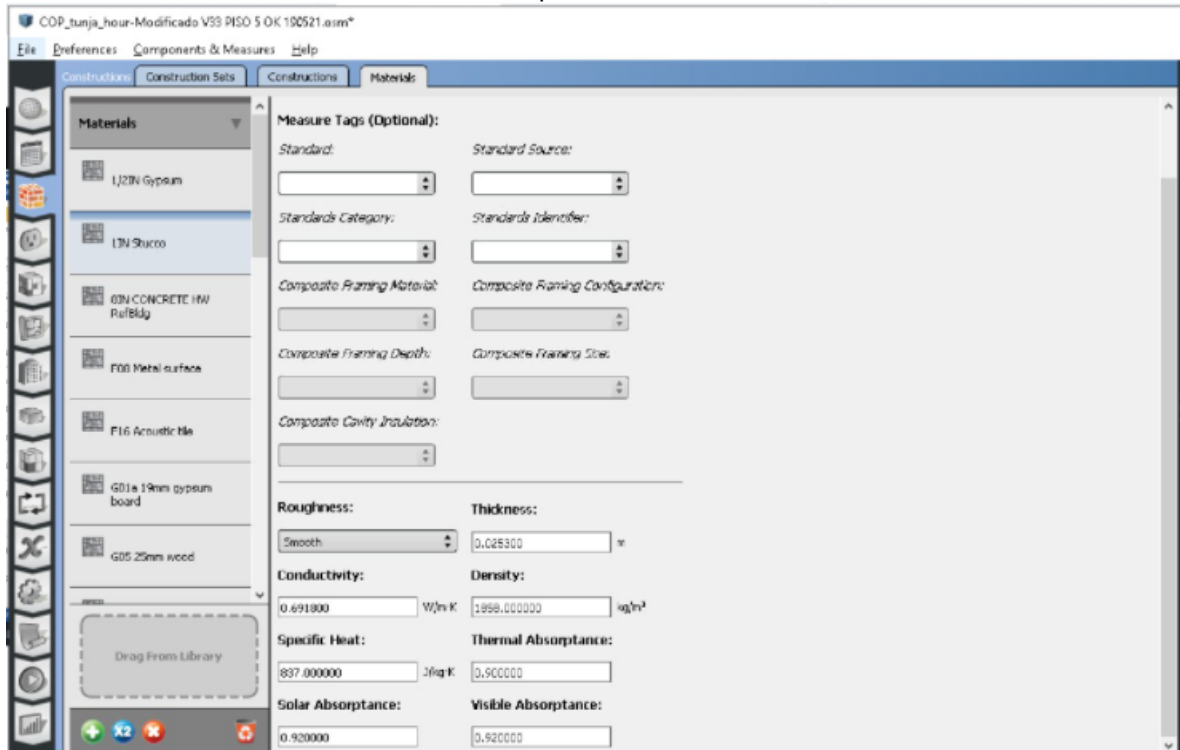 COP_tunja_hour-Modificado V33 PISO 5 OK 190521.osm*
File Preferences Components & Measures Help
Constructions Construction Sets Constructions Materials
Materials
1/2IN Gypsum
1IN Stucco
8IN CONCRETE HW
RefBldg
F08 Metal surface
F16 Acoustic tile
G01a 19mm gypsum
board
G05 25mm wood
Drag From Library
X2
Measure Tags (Optional):
Standard: Standard Source:
Standards Category: Standards Identifier:
Composite Framing Material: Composite Framing Configuration:
Composite Framing Depth: Composite Framing Size:
Composite Cavity Insulation:
Roughness: Thickness:
Smooth 0.025300 m
Conductivity: Density:
0.691800 W/m·K 1858.000000 kg/m³
Specific Heat: Thermal Absorptance:
837.000000 J/kg·K 0.900000
Solar Absorptance: Visible Absorptance:
0.920000 0.920000